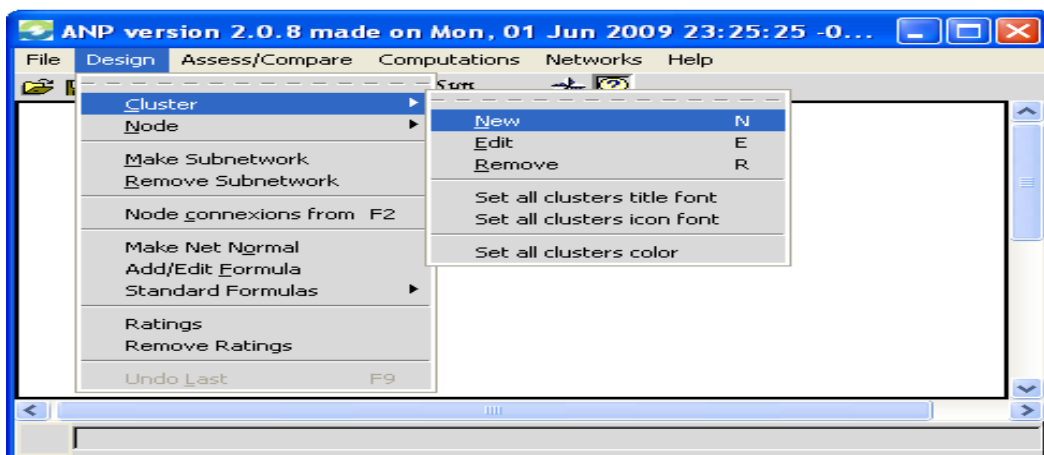 ANP version 2.0.8 made on Mon, 01 Jun 2009 23:25:25 -0...
File Design Assess/Compare Computations Networks Help
Cluster
Node
Make Subnetwork
Remove Subnetwork
Node connexions from F2
Make Net Normal
Add/Edit Formula
Standard Formulas
Ratings
Remove Ratings
Undo Last F9
New N
Edit E
Remove R
Set all clusters title font
Set all clusters icon font
Set all clusters color